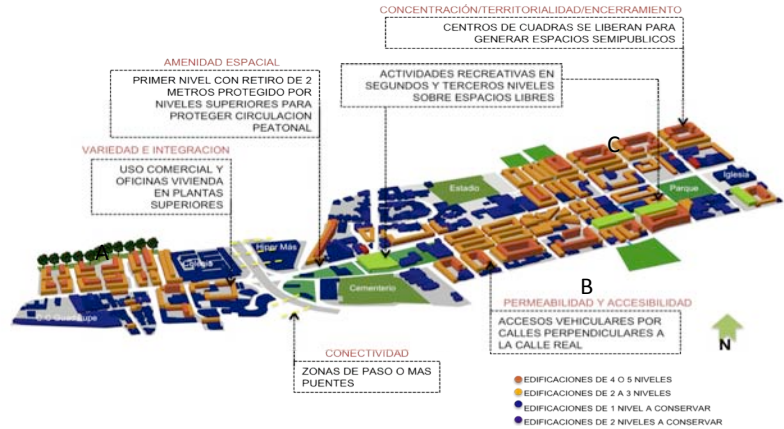 CONCENTRACIÓN/TERRITORIALIDAD/ENCERRAMIENTO
CENTROS DE CUADRAS SE LIBERAN PARA
GENERAR ESPACIOS SEMIPUBLICOS
AMENIDAD ESPACIAL
PRIMER NIVEL CON RETIRO DE 2
METROS PROTEGIDO POR
NIVELES SUPERIORES PARA
PROTEGER CIRCULACION
PEATONAL
ACTIVIDADES RECREATIVAS EN
SEGUNDOS Y TERCEROS NIVELES
SOBRE ESPACIOS LIBRES
VARIEDAD E INTEGRACION
USO COMERCIAL Y
OFICINAS VIVIENDA
EN PLANTAS
SUPERIORES
C
Iglesia
Estadio
Parque
A
Hiper Más
Colegio
Cementerio
C C Guadalupe
B
PERMEABILIDAD Y ACCESIBILIDAD
ACCESOS VEHICULARES POR
CALLES PERPENDICULARES A
LA CALLE REAL
N
CONECTIVIDAD
ZONAS DE PASO O MAS
PUENTES
EDIFICACIONES DE 4 O 5 NIVELES
EDIFICACIONES DE 2 A 3 NIVELES
EDIFICACIONES DE 1 NIVEL A CONSERVAR
EDIFICACIONES DE 2 NIVELES A CONSERVAR